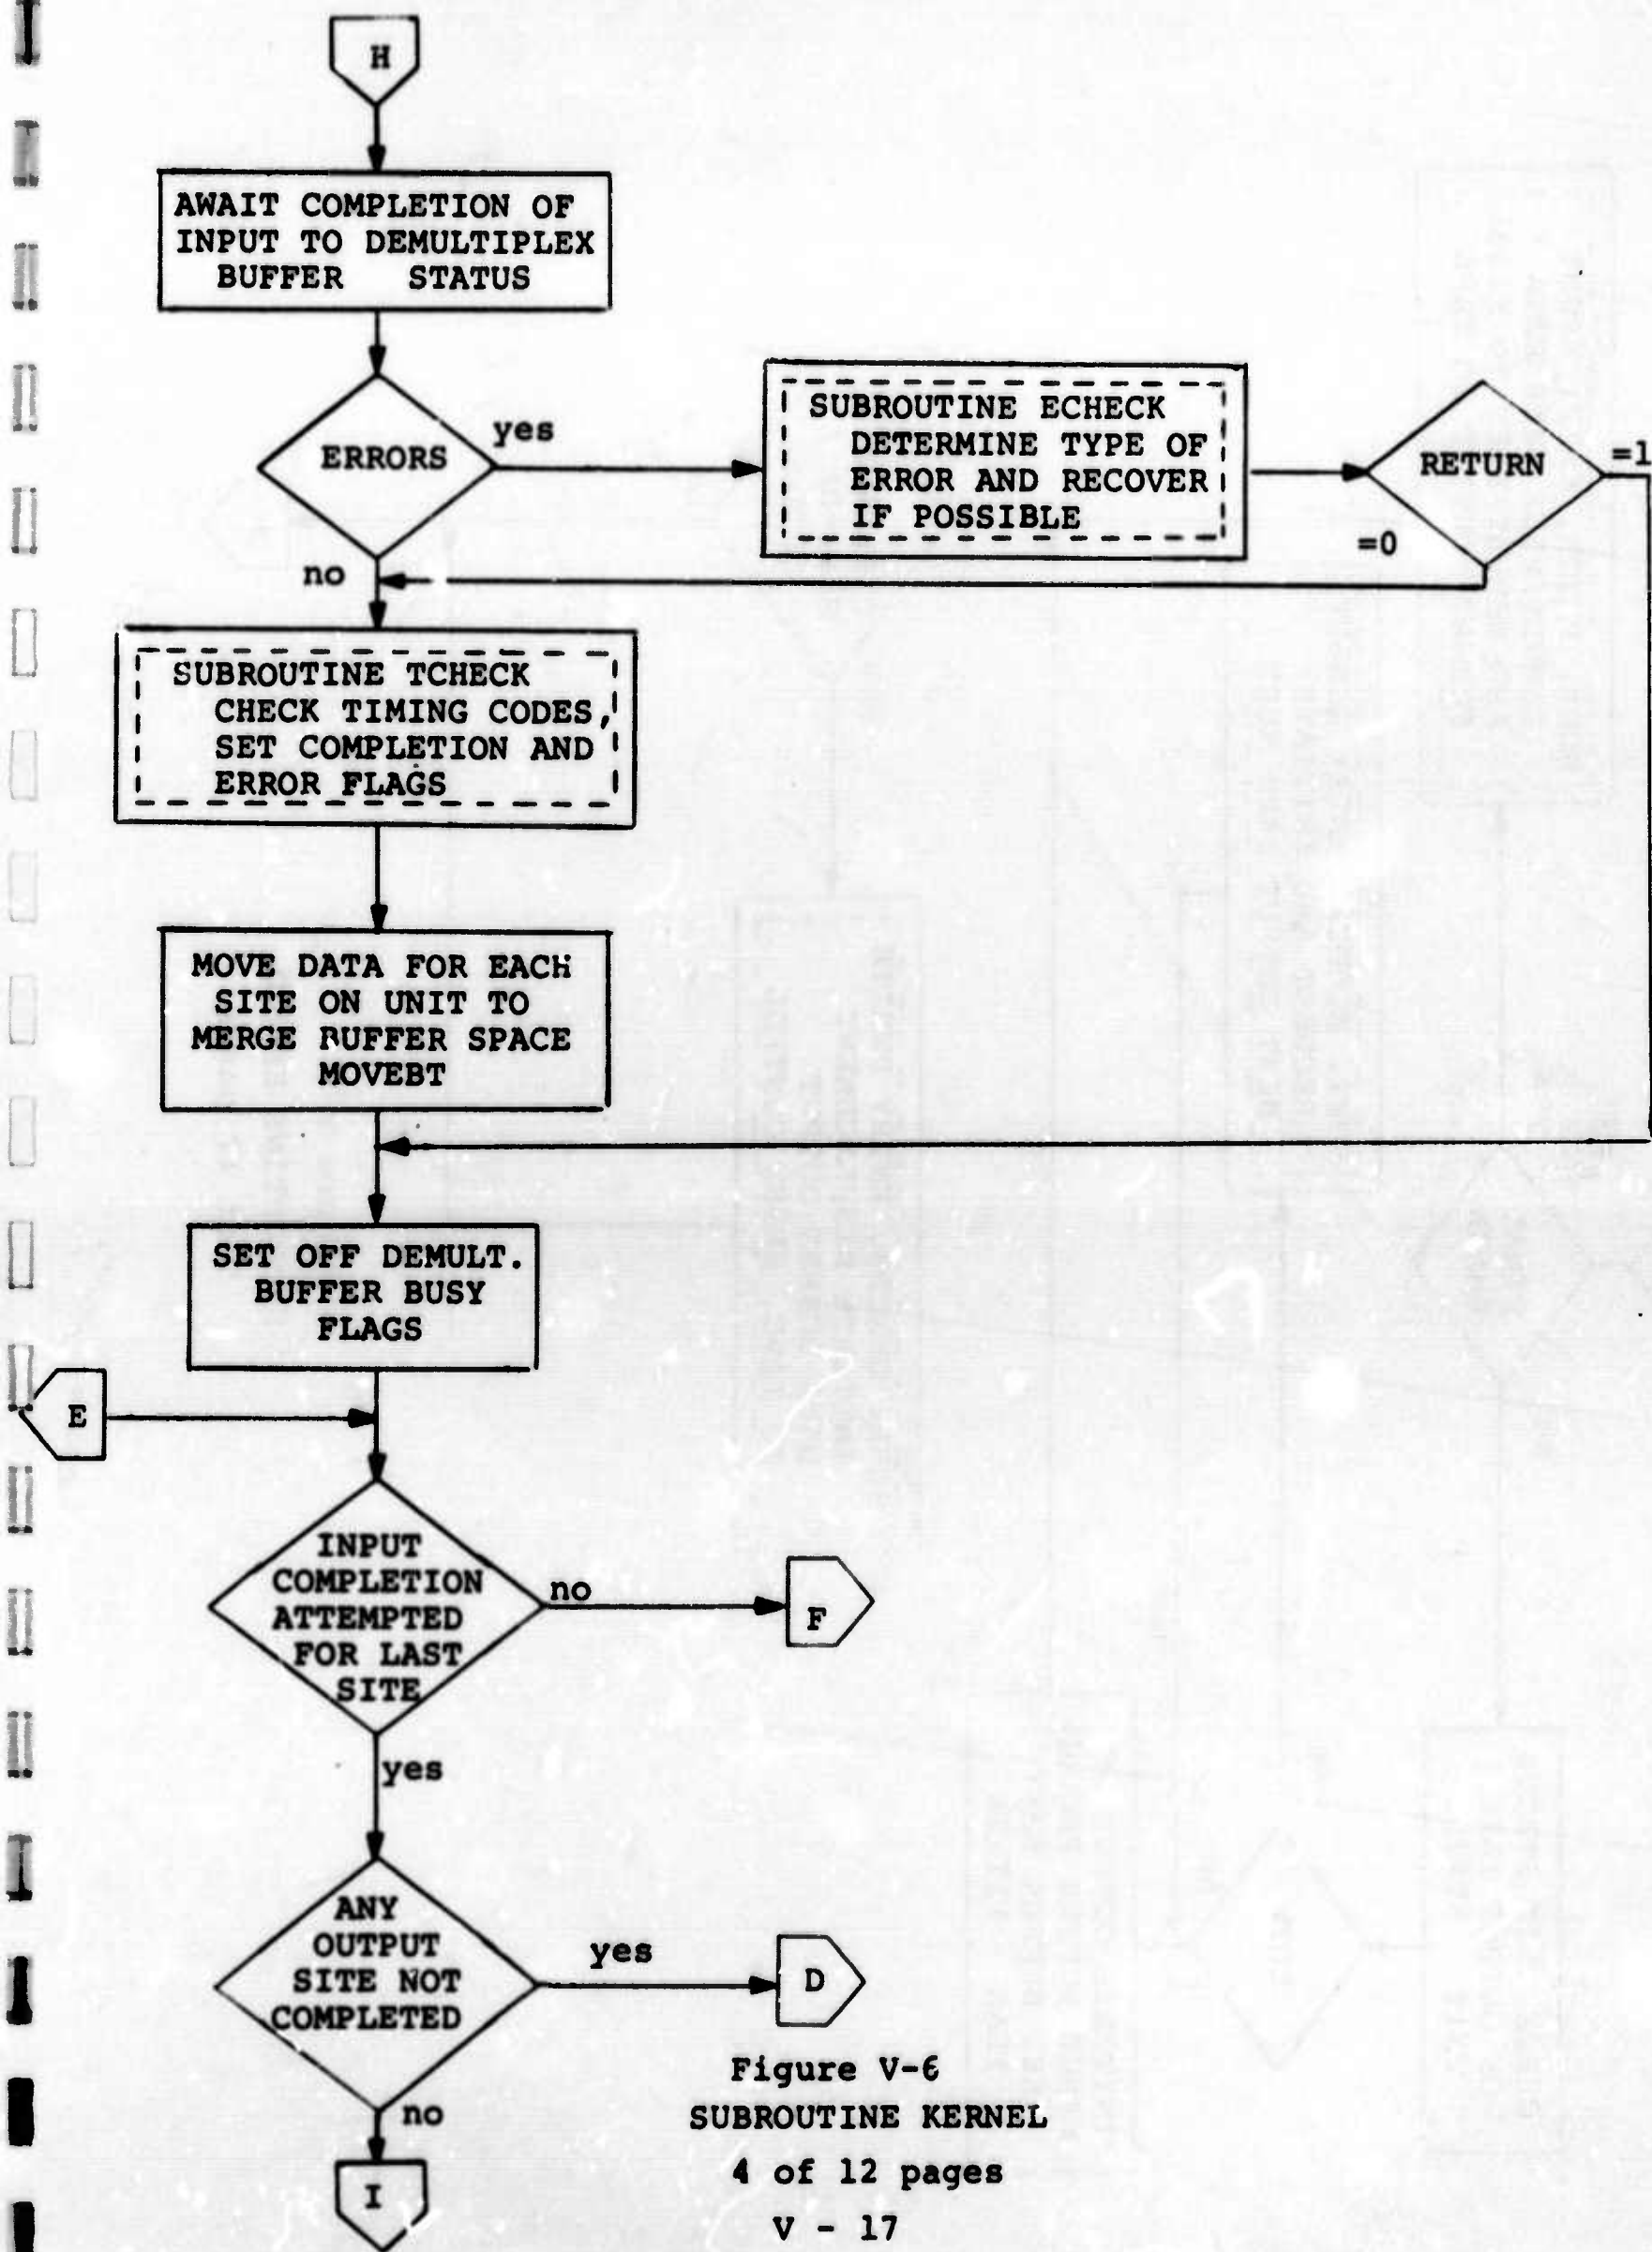 H
AWAIT COMPLETION OF
INPUT TO DEMULTIPLEX
BUFFER STATUS
ERRORS
yes
SUBROUTINE ECHECK
DETERMINE TYPE OF
ERROR AND RECOVER
IF POSSIBLE
RETURN
=1
=0
no
SUBROUTINE TCHECK
CHECK TIMING CODES,
SET COMPLETION AND
ERROR FLAGS
MOVE DATA FOR EACH
SITE ON UNIT TO
MERGE BUFFER SPACE
MOVEBT
SET OFF DEMULT.
BUFFER BUSY
FLAGS
E
INPUT
COMPLETION
ATTEMPTED
FOR LAST
SITE
no
F
yes
ANY
OUTPUT
SITE NOT
COMPLETED
yes
D
no
I
Figure V-6
SUBROUTINE KERNEL
4 of 12 pages
V - 17